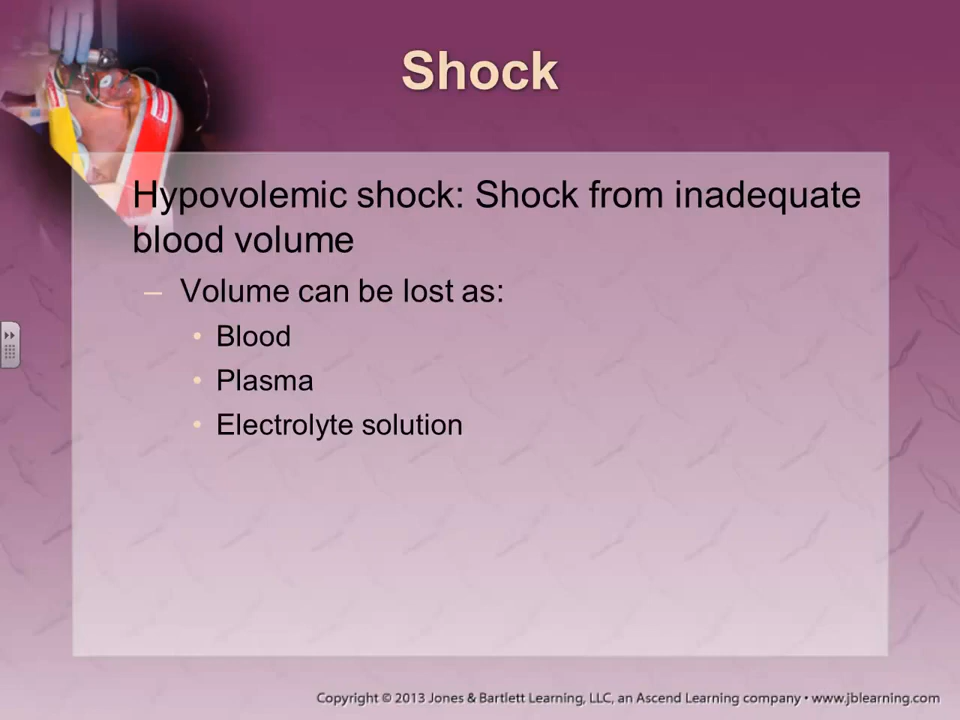 Shock
Hypovolemic shock: Shock from inadequate
blood volume
– Volume can be lost as:
• Blood
• Plasma
• Electrolyte solution
Copyright © 2013 Jones & Bartlett Learning, LLC, an Ascend Learning company • www.jblearning.com